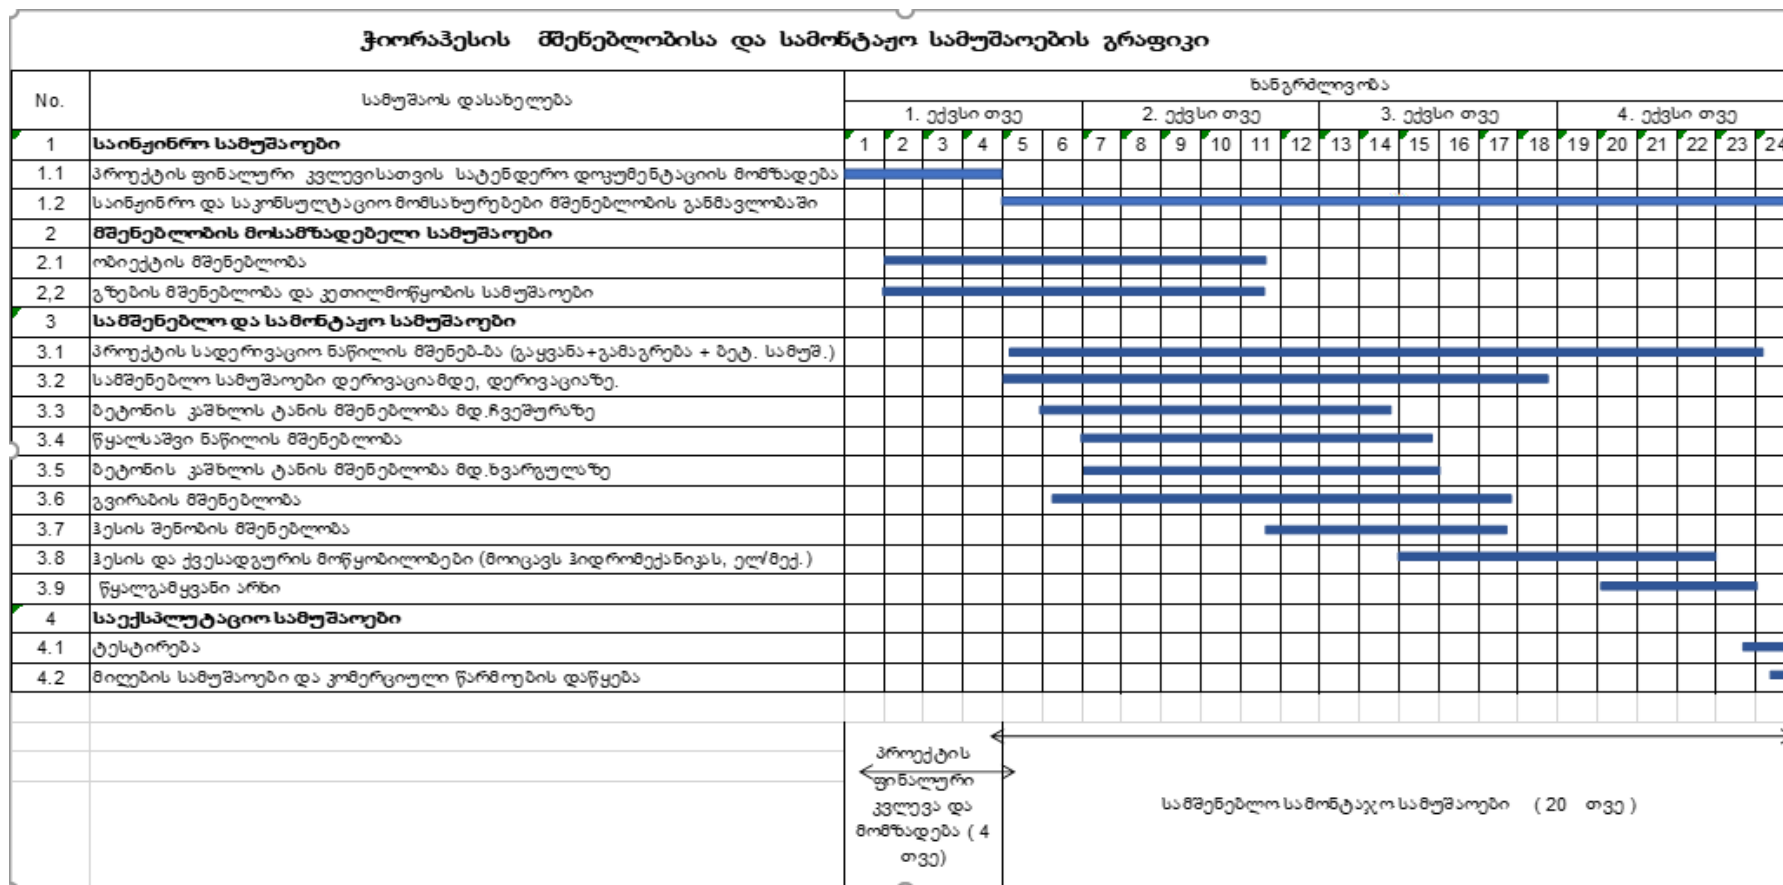 ჭიორაჰესის მშენებლობისა და სამონტაჟო სამუშაოების გრაფიკი
No. სამუშაოს დასახელება ხანგრძლივობა
1. ექვსი თვე 2. ექვსი თვე 3. ექვსი თვე 4. ექვსი თვე
1 საინჟინრო სამუშაოები 1 2 3 4 5 6 7 8 9 10 11 12 13 14 15 16 17 18 19 20 21 22 23 24
1.1 პროექტის ფინალური კვლევისათვის სატენდერო დოკუმენტაციის მომზადება
1.2 საინჟინრო და საკონსულტაციო მომსახურებები მშენებლობის განმავლობაში
2 მშენებლობის მოსამზადებელი სამუშაოები
2.1 ობიექტის მშენებლობა
2,2 გზების მშენებლობა და კეთილმოწყობის სამუშაოები
3 სამშენებლო და სამონტაჟო სამუშაოები
3.1 პროექტის სადერივაციო ნაწილის მშენებ-ბა (გაყვანა+გამაგრება + ბეტ. სამუშ.)
3.2 სამშენებლო სამუშაოები დერივაციამდე, დერივაციაზე.
3.3 ბეტონის კაშხლის ტანის მშენებლობა მდ.ჩვეშურაზე
3.4 წყალსაშვი ნაწილის მშენებლობა
3.5 ბეტონის კაშხლის ტანის მშენებლობა მდ.ხვარგულაზე
3.6 გვირაბის მშენებლობა
3.7 ჰესის შენობის მშენებლობა
3.8 ჰესის და ქვესადგურის მოწყობილობები (მოიცავს ჰიდრომექანიკას, ელ/მექ.)
3.9 წყალგამყვანი არხი
4 საექსპლუტაციო სამუშაოები
4.1 ტესტირება
4.2 მიღების სამუშაოები და კომერციული წარმოების დაწყება
პროექტის
ფინალური
კვლევა და
მომზადება ( 4
თვე)
სამშენებლო სამონტაჯო სამუშაოები ( 20 თვე )